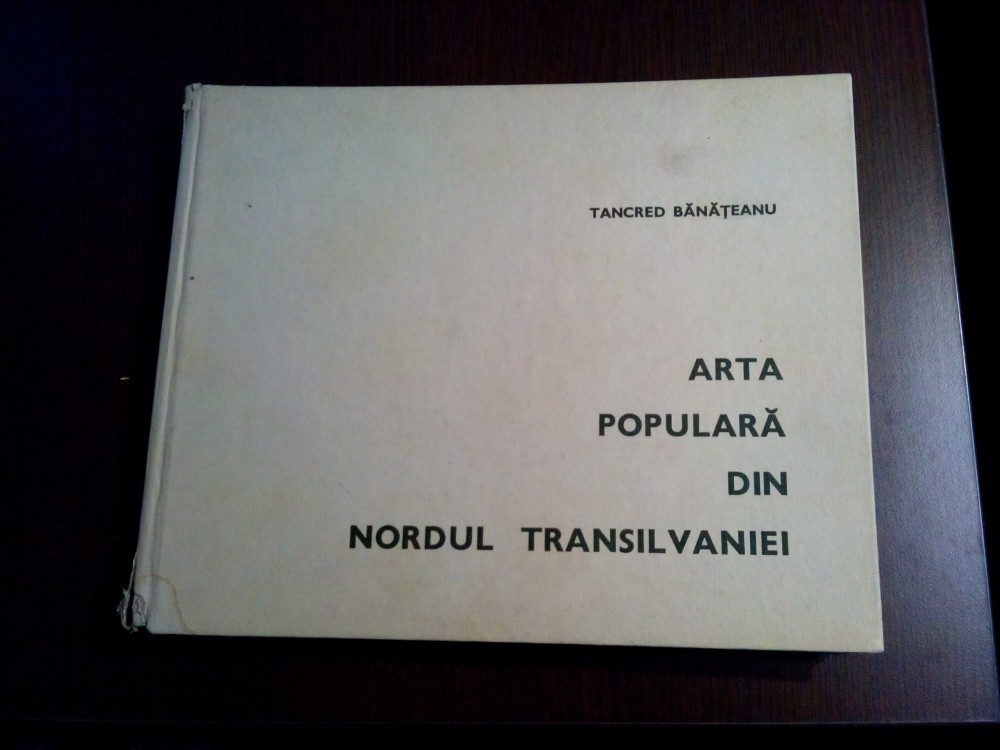 TANCRED BĂNĂȚEANU
ARTA
POPULARĂ
DIN
NORDUL TRANSILVANIEI